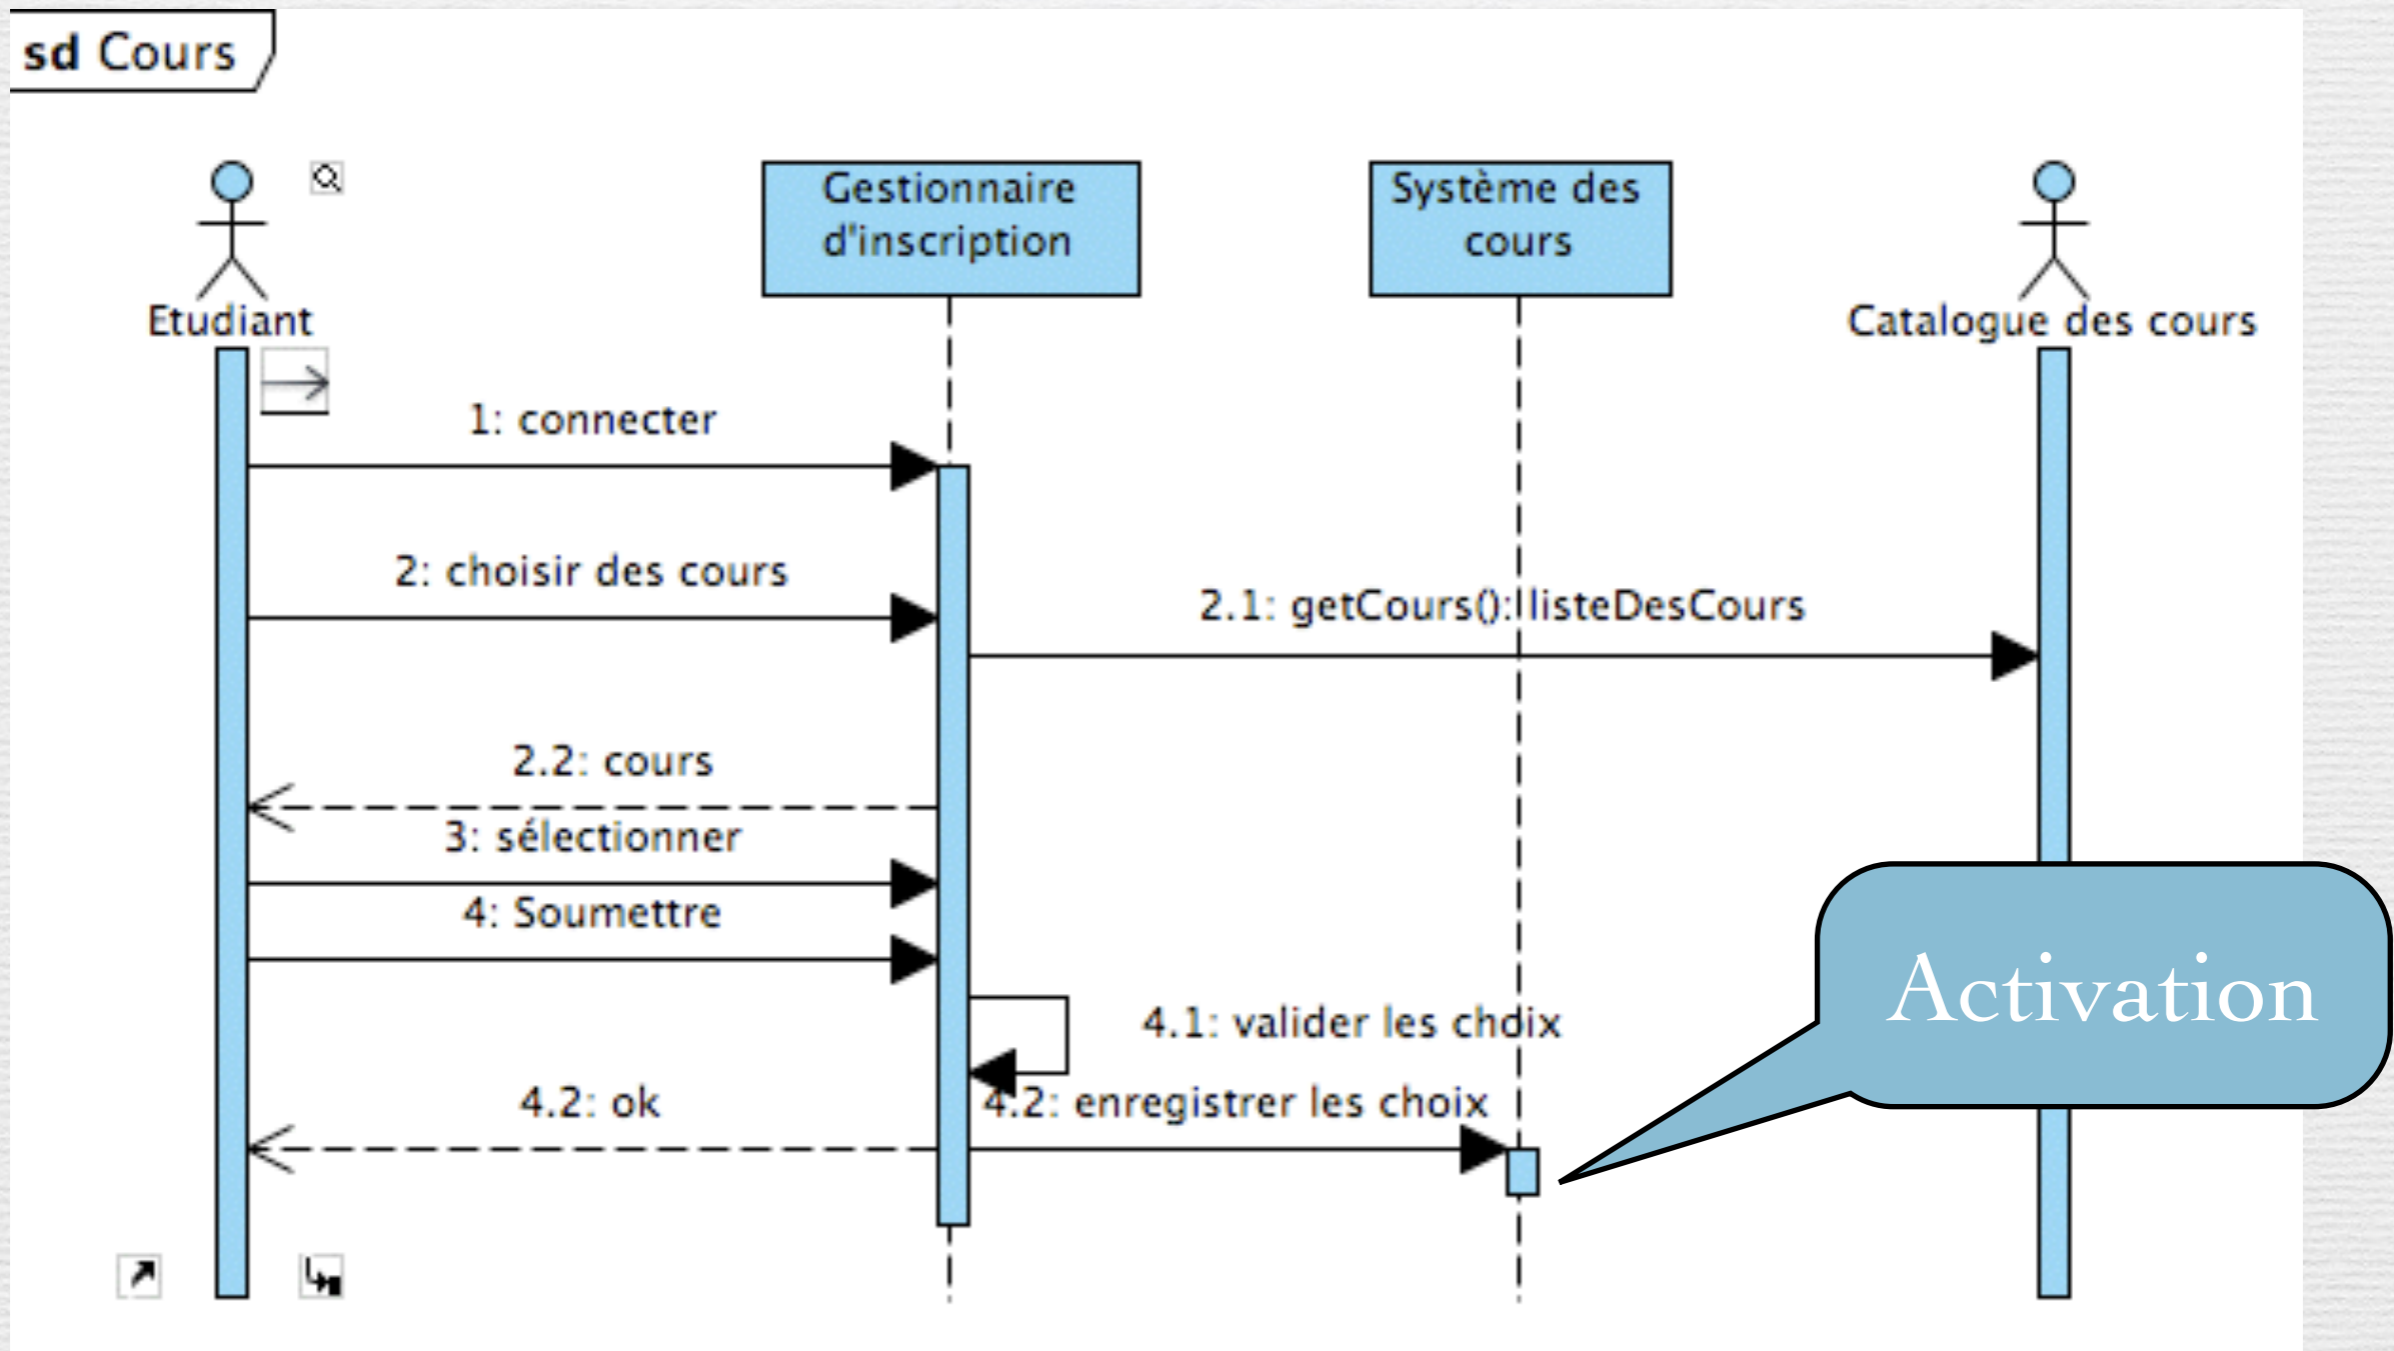 sd Cours
Gestionnaire
d'inscription
Système des
cours
Etudiant
Catalogue des cours
1: connecter
2: choisir des cours
2.1: getCours(): listeDesCours
2.2: cours
3: sélectionner
4: Soumettre
Activation
4.1: valider les choix
4.2: ok
4.2: enregistrer les choix